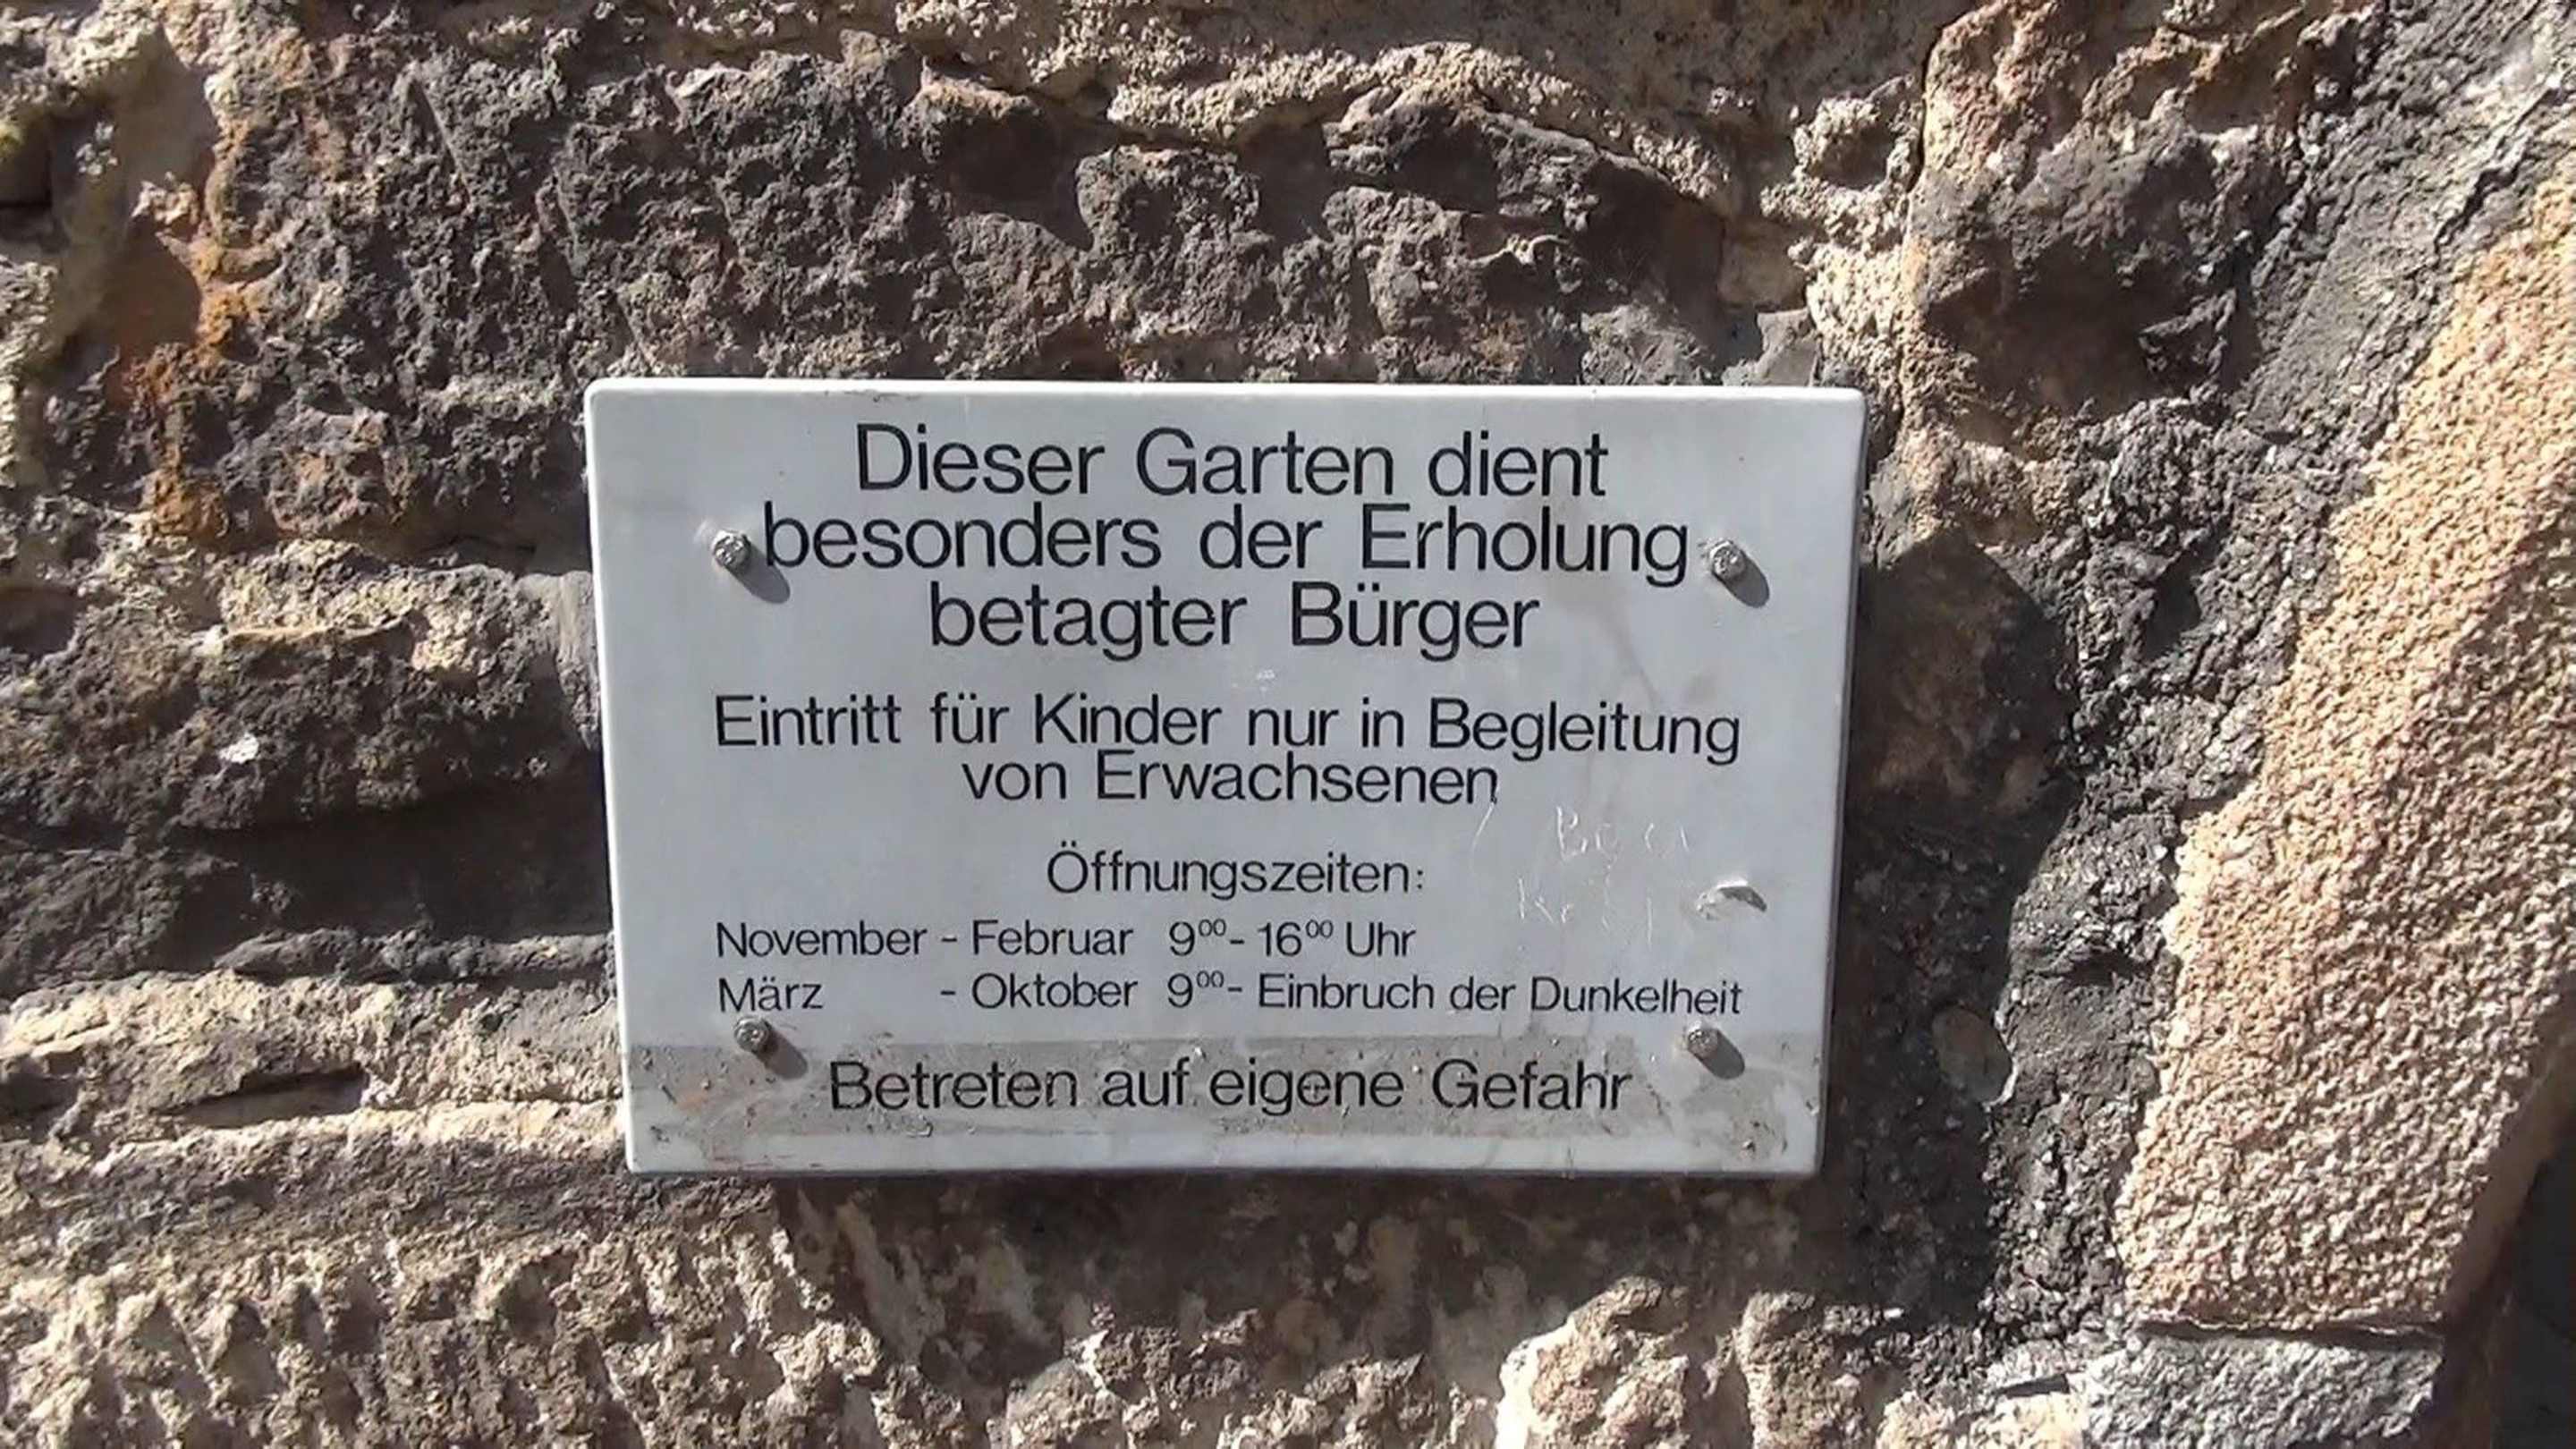 Dieser Garten dient
besonders der Erholung
betagter Bürger
Eintritt für Kinder nur in Begleitung
von Erwachsenen
Öffnungszeiten:
November - Februar 9⁰⁰- 16⁰⁰ Uhr
März - Oktober 9⁰⁰- Einbruch der Dunkelheit
Betreten auf eigene Gefahr